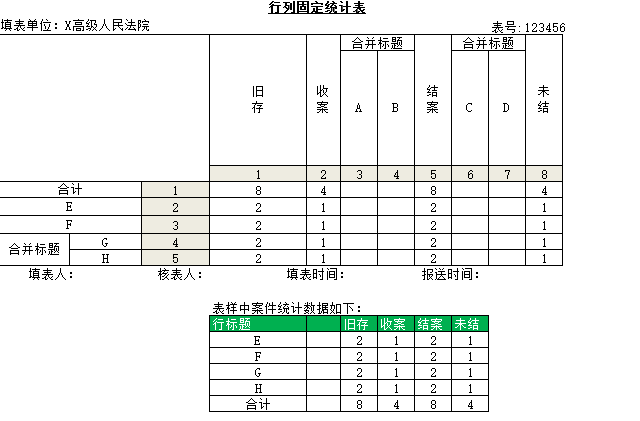 行列固定统计表
填表单位: X高级人民法院 表号:123456
旧存 收案 合并标题 结案 合并标题 未结
A B C D
1 2 3 4 5 6 7 8
合计 1 8 4 8 4
E 2 2 1 2 1
F 3 2 1 2 1
合并标题 G 4 2 1 2 1
H 5 2 1 2 1
填表人: 核表人: 填表时间: 报送时间:
表样中案件统计数据如下:
行标题 旧存 收案 结案 未结
E 2 1 2 1
F 2 1 2 1
G 2 1 2 1
H 2 1 2 1
合计 8 4 8 4